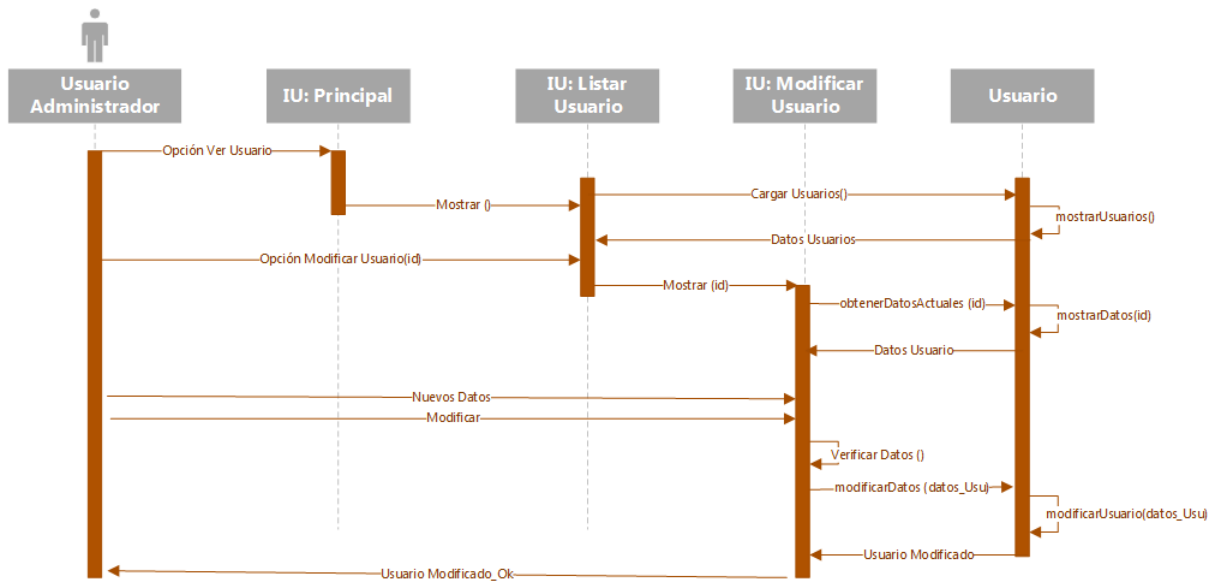 Usuario
Administrador
IU: Principal
IU: Listar
Usuario
IU: Modificar
Usuario
Usuario
Opción Ver Usuario
Cargar Usuarios()
Mostrar ()
mostrarUsuarios()
Datos Usuarios
Opción Modificar Usuario(id)
Mostrar (id)
obtenerDatosActuales (id)
mostrarDatos(id)
Datos Usuario
Nuevos Datos
Modificar
Verificar Datos ()
modificarDatos (datos_Usu)
modificarUsuario(datos_Usu)
Usuario Modificado
Usuario Modificado_Ok